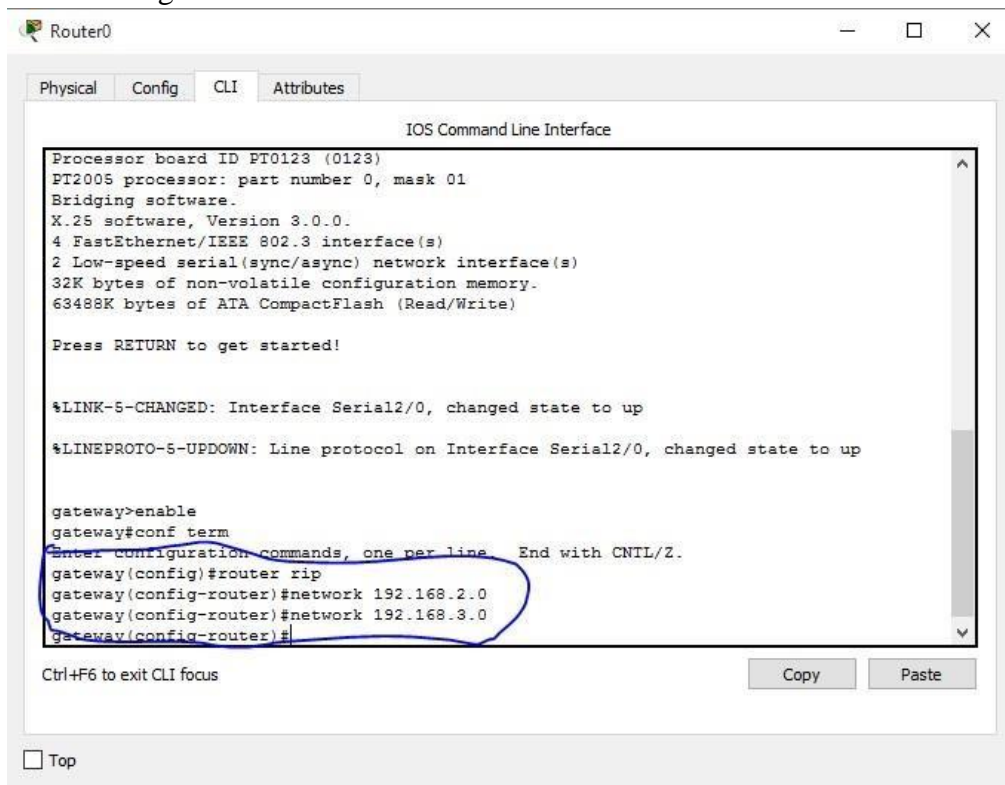 Router0
Physical Config CLI Attributes
IOS Command Line Interface
Processor board ID PT0123 (0123)
PT2005 processor: part number 0, mask 01
Bridging software.
X.25 software, Version 3.0.0.
4 FastEthernet/IEEE 802.3 interface(s)
2 Low-speed serial(sync/async) network interface(s)
32K bytes of non-volatile configuration memory.
63488K bytes of ATA CompactFlash (Read/Write)
Press RETURN to get started!
%LINK-5-CHANGED: Interface Serial2/0, changed state to up
%LINEPROTO-5-UPDOWN: Line protocol on Interface Serial2/0, changed state to up
gateway>enable
gateway#conf term
Enter configuration commands, one per line. End with CNTL/Z.
gateway(config)#router rip
gateway(config-router)#network 192.168.2.0
gateway(config-router)#network 192.168.3.0
gateway(config-router)#
Ctrl+F6 to exit CLI focus
Copy Paste
Top